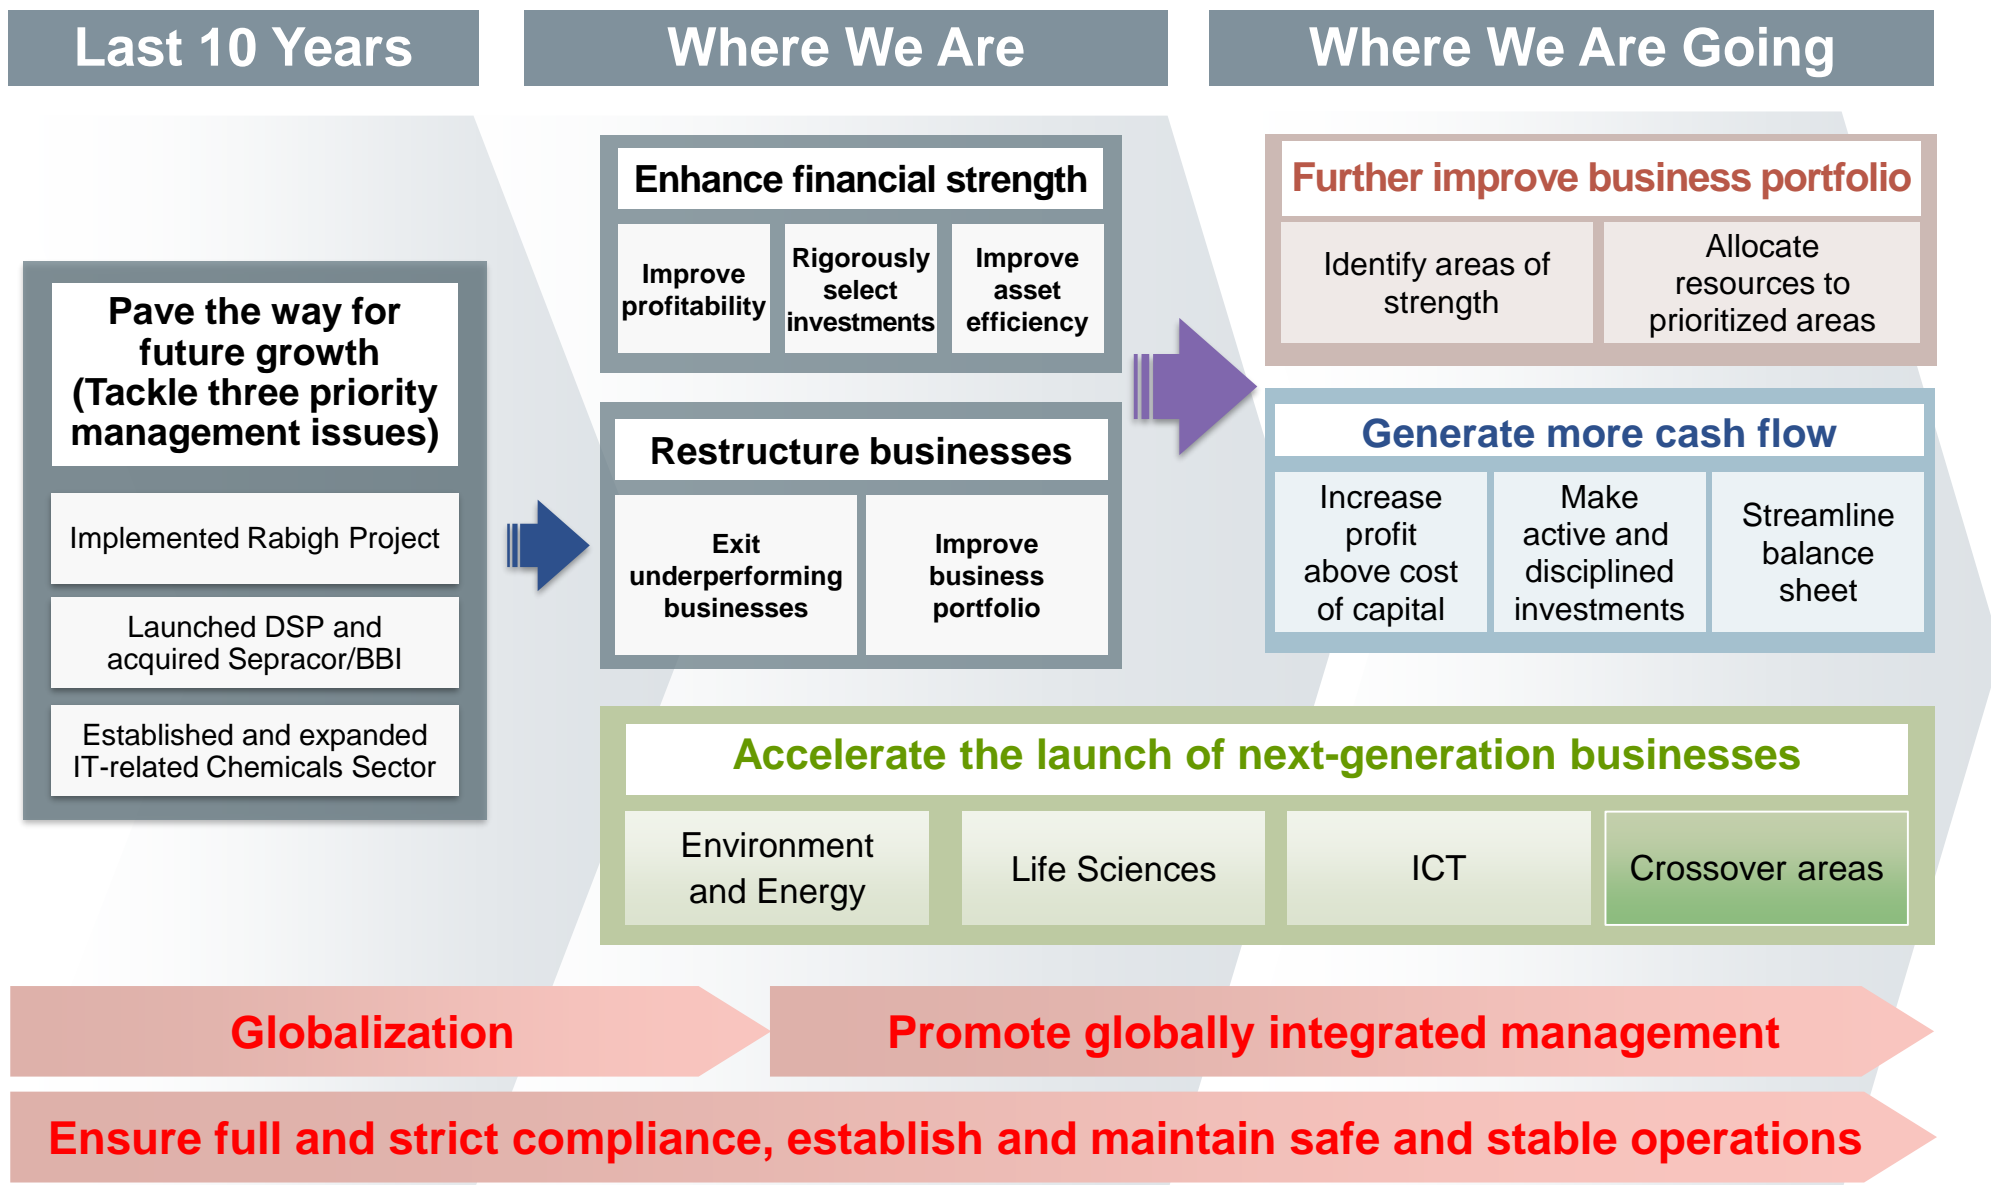 Last 10 Years
Where We Are
Where We Are Going
Pave the way for
future growth
(Tackle three priority
management issues)
Implemented Rabigh Project
Launched DSP and
acquired Sepracor/BBI
Established and expanded
IT-related Chemicals Sector
Enhance financial strength
Improve
profitability
Rigorously
select
investments
Improve
asset
efficiency
Restructure businesses
Exit
underperforming
businesses
Improve
business
portfolio
Further improve business portfolio
Identify areas of
strength
Allocate
resources to
prioritized areas
Generate more cash flow
Increase
profit
above cost
of capital
Make
active and
disciplined
investments
Streamline
balance
sheet
Accelerate the launch of next-generation businesses
Environment
and Energy
Life Sciences
ICT
Crossover areas
Globalization
Promote globally integrated management
Ensure full and strict compliance, establish and maintain safe and stable operations